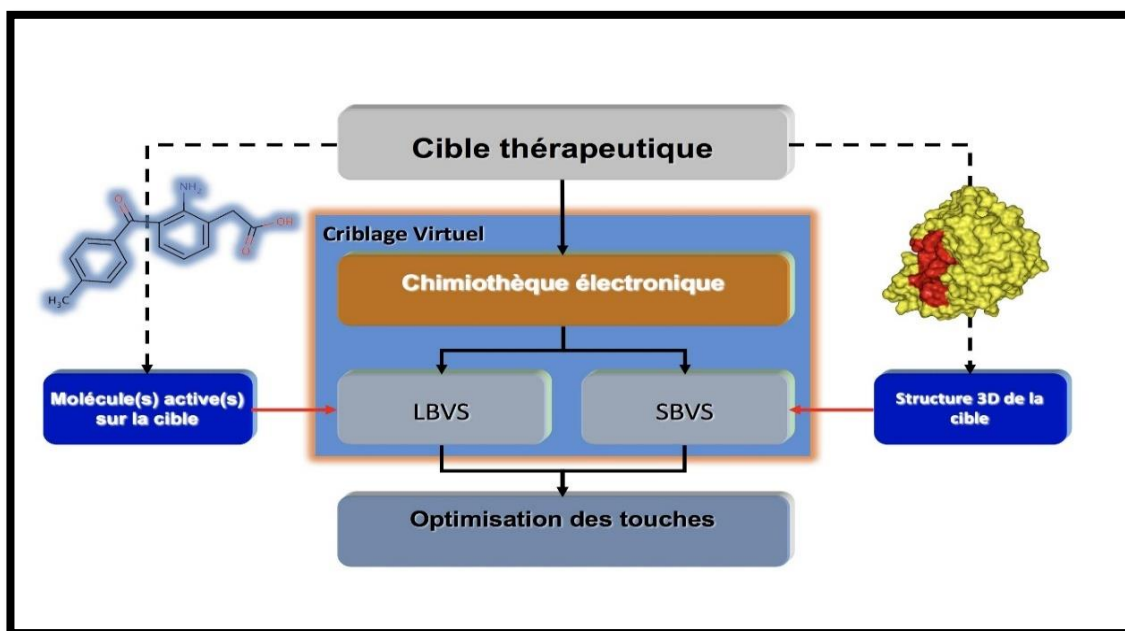 Cible thérapeutique
NH₂
O
OH
O
H₃C
Criblage Virtuel
Chimiothèque électronique
Molécule(s) active(s)
sur la cible
LBVS
SBVS
Structure 3D de la
cible
Optimisation des touches